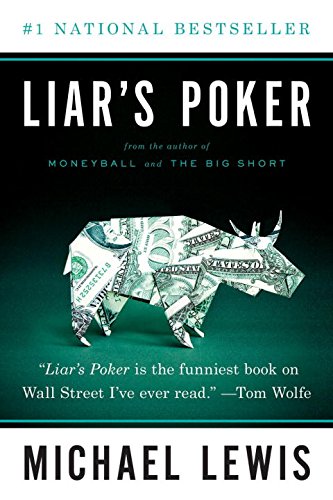 #1 NATIONAL BESTSELLER
LIAR'S POKER
from the author of
MONEYBALL and THE BIG SHORT
“Liar's Poker is the funniest book on
Wall Street I've ever read.” —Tom Wolfe
MICHAEL LEWIS